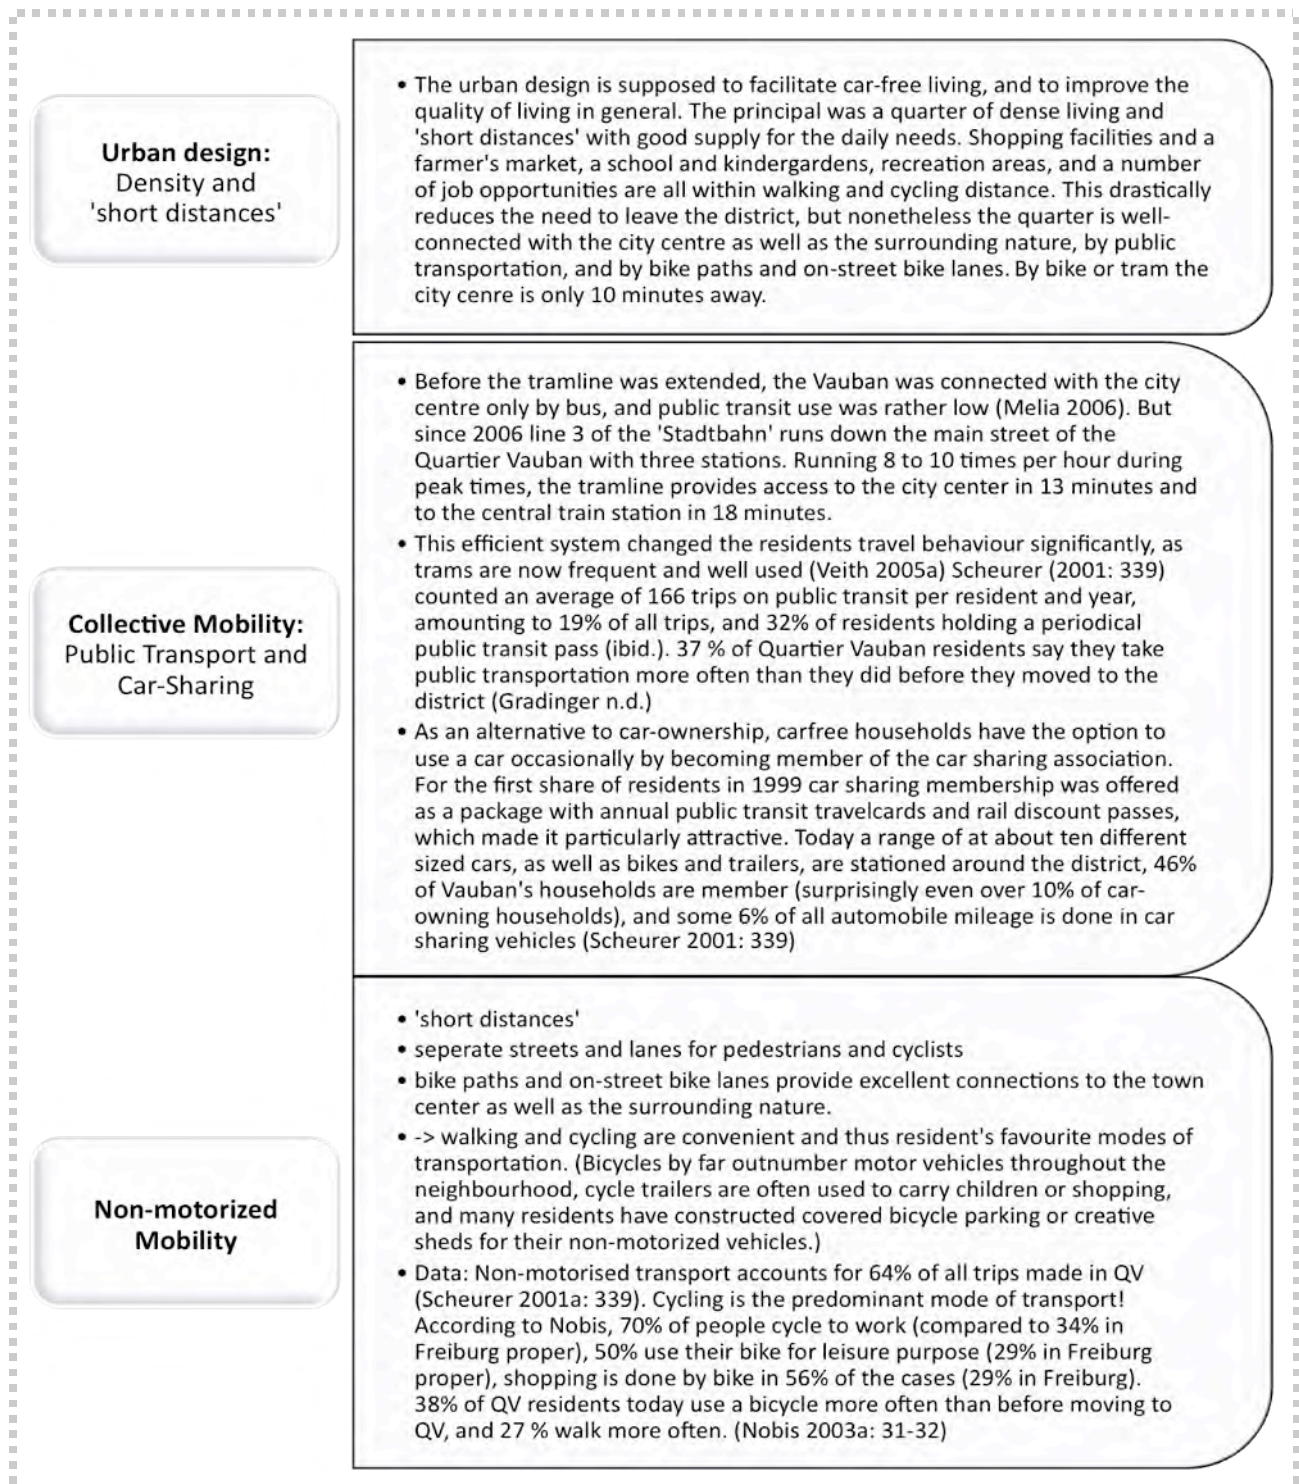 Urban design:
Density and
'short distances'
• The urban design is supposed to facilitate car-free living, and to improve the
quality of living in general. The principal was a quarter of dense living and
'short distances' with good supply for the daily needs. Shopping facilities and a
farmer's market, a school and kindergardens, recreation areas, and a number
of job opportunities are all within walking and cycling distance. This drastically
reduces the need to leave the district, but nonetheless the quarter is well-
connected with the city centre as well as the surrounding nature, by public
transportation, and by bike paths and on-street bike lanes. By bike or tram the
city cenre is only 10 minutes away.
Collective Mobility:
Public Transport and
Car-Sharing
• Before the tramline was extended, the Vauban was connected with the city
centre only by bus, and public transit use was rather low (Melia 2006). But
since 2006 line 3 of the 'Stadtbahn' runs down the main street of the
Quartier Vauban with three stations. Running 8 to 10 times per hour during
peak times, the tramline provides access to the city center in 13 minutes and
to the central train station in 18 minutes.
• This efficient system changed the residents travel behaviour significantly, as
trams are now frequent and well used (Veith 2005a) Scheurer (2001: 339)
counted an average of 166 trips on public transit per resident and year,
amounting to 19% of all trips, and 32% of residents holding a periodical
public transit pass (ibid.). 37 % of Quartier Vauban residents say they take
public transportation more often than they did before they moved to the
district (Gradinger n.d.)
• As an alternative to car-ownership, carfree households have the option to
use a car occasionally by becoming member of the car sharing association.
For the first share of residents in 1999 car sharing membership was offered
as a package with annual public transit travelcards and rail discount passes,
which made it particularly attractive. Today a range of at about ten different
sized cars, as well as bikes and trailers, are stationed around the district, 46%
of Vauban's households are member (surprisingly even over 10% of car-
owning households), and some 6% of all automobile mileage is done in car
sharing vehicles (Scheurer 2001: 339)
Non-motorized
Mobility
• 'short distances'
• seperate streets and lanes for pedestrians and cyclists
• bike paths and on-street bike lanes provide excellent connections to the town
center as well as the surrounding nature.
• -> walking and cycling are convenient and thus resident's favourite modes of
transportation. (Bicycles by far outnumber motor vehicles throughout the
neighbourhood, cycle trailers are often used to carry children or shopping,
and many residents have constructed covered bicycle parking or creative
sheds for their non-motorized vehicles.)
• Data: Non-motorised transport accounts for 64% of all trips made in QV
(Scheurer 2001a: 339). Cycling is the predominant mode of transport!
According to Nobis, 70% of people cycle to work (compared to 34% in
Freiburg proper), 50% use their bike for leisure purpose (29% in Freiburg
proper), shopping is done by bike in 56% of the cases (29% in Freiburg).
38% of QV residents today use a bicycle more often than before moving to
QV, and 27 % walk more often. (Nobis 2003a: 31-32)